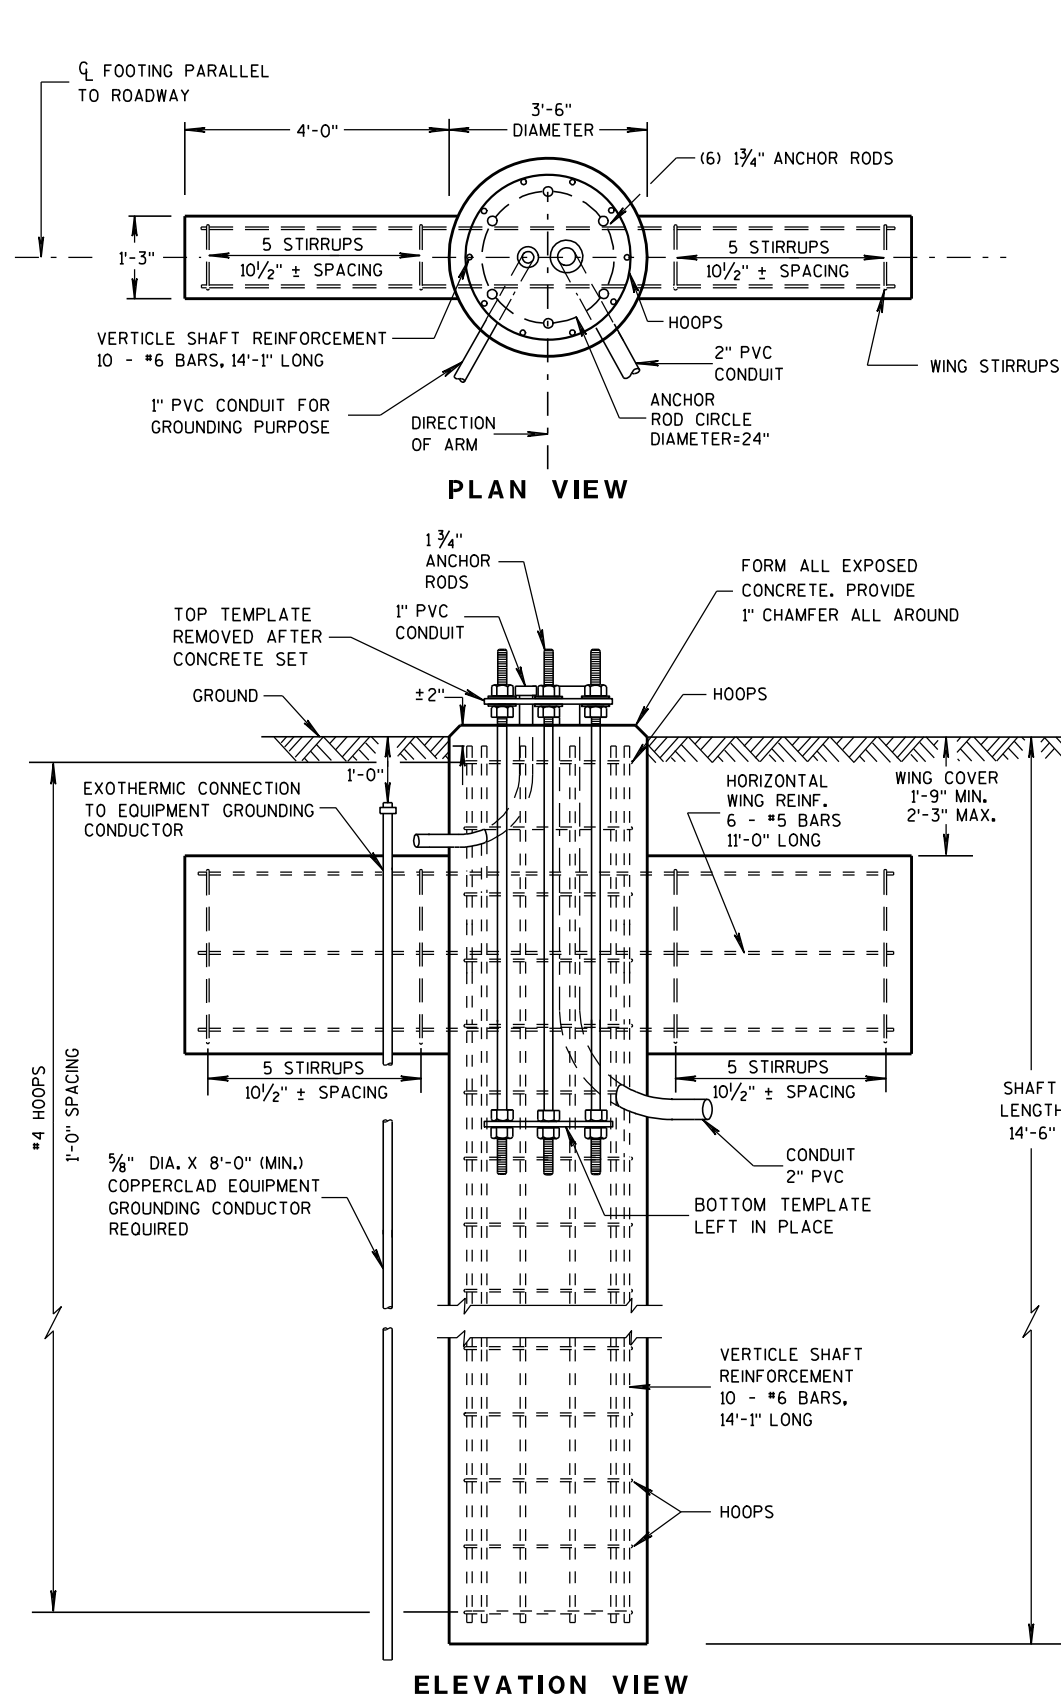 ℄ FOOTING PARALLEL
TO ROADWAY
4'-0"
3'-6"
DIAMETER
(6) 1¾" ANCHOR RODS
1'-3"
5 STIRRUPS
10½" ± SPACING
5 STIRRUPS
10½" ± SPACING
VERTICLE SHAFT REINFORCEMENT
10 - #6 BARS, 14'-1" LONG
HOOPS
2" PVC
CONDUIT
WING STIRRUPS
1" PVC CONDUIT FOR
GROUNDING PURPOSE
DIRECTION
OF ARM
ANCHOR
ROD CIRCLE
DIAMETER=24"
PLAN VIEW
1 ¾"
ANCHOR
RODS
FORM ALL EXPOSED
CONCRETE. PROVIDE
1" CHAMFER ALL AROUND
TOP TEMPLATE
REMOVED AFTER
CONCRETE SET
1" PVC
CONDUIT
GROUND
±2"
HOOPS
1'-0"
EXOTHERMIC CONNECTION
TO EQUIPMENT GROUNDING
CONDUCTOR
HORIZONTAL
WING REINF.
6 - #5 BARS
11'-0" LONG
WING COVER
1'-9" MIN.
2'-3" MAX.
5 STIRRUPS
10½" ± SPACING
5 STIRRUPS
10½" ± SPACING
#4 HOOPS
1'-0" SPACING
SHAFT
LENGTH
14'-6"
⅝" DIA. X 8'-0" (MIN.)
COPPERCLAD EQUIPMENT
GROUNDING CONDUCTOR
REQUIRED
CONDUIT
2" PVC
BOTTOM TEMPLATE
LEFT IN PLACE
VERTICLE SHAFT
REINFORCEMENT
10 - #6 BARS,
14'-1" LONG
HOOPS
ELEVATION VIEW